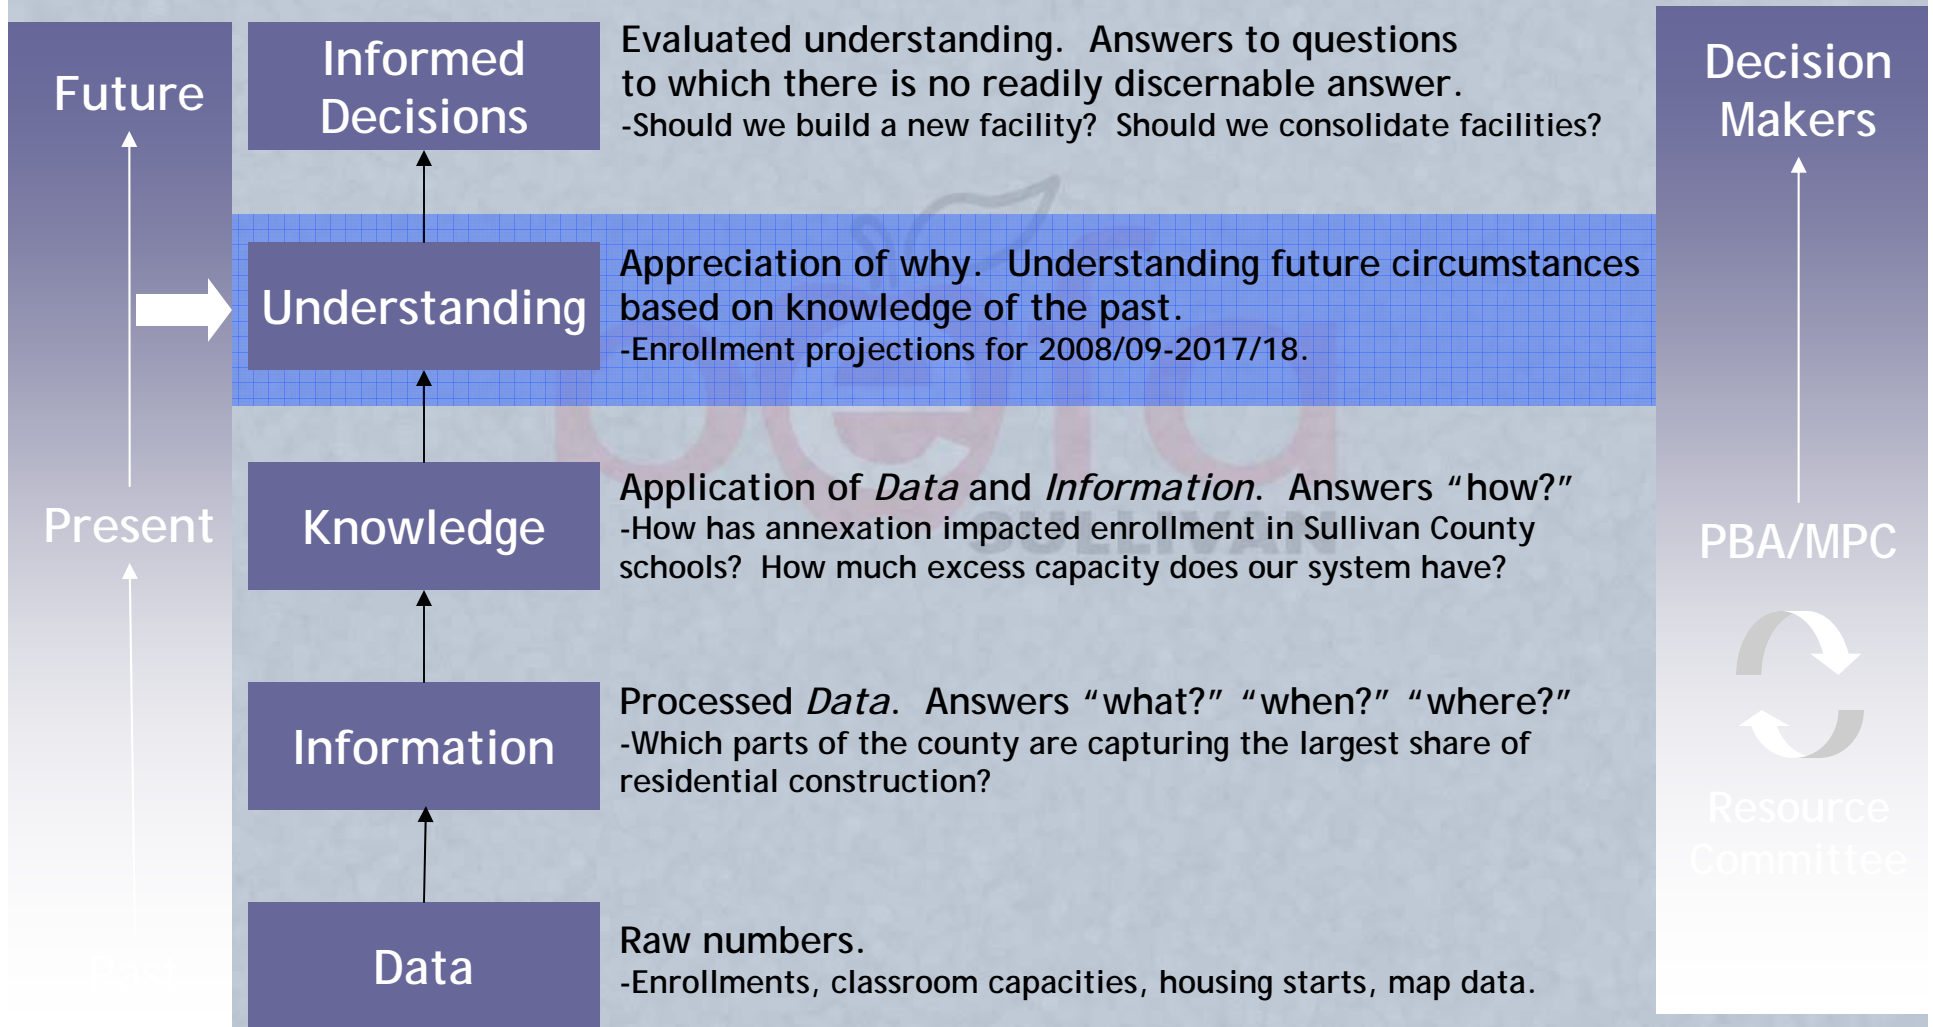 Future
Informed
Decisions
Evaluated understanding. Answers to questions
to which there is no readily discernable answer.
-Should we build a new facility? Should we consolidate facilities?
Decision
Makers
Understanding
Appreciation of why. Understanding future circumstances
based on knowledge of the past.
-Enrollment projections for 2008/09-2017/18.
Present
Knowledge
Application of Data and Information. Answers “how?”
-How has annexation impacted enrollment in Sullivan County
schools? How much excess capacity does our system have?
SULLIVAN
PBA/MPC
Information
Processed Data. Answers “what?” “when?” “where?”
-Which parts of the county are capturing the largest share of
residential construction?
Resource
Committee
Past
Data
Raw numbers.
-Enrollments, classroom capacities, housing starts, map data.